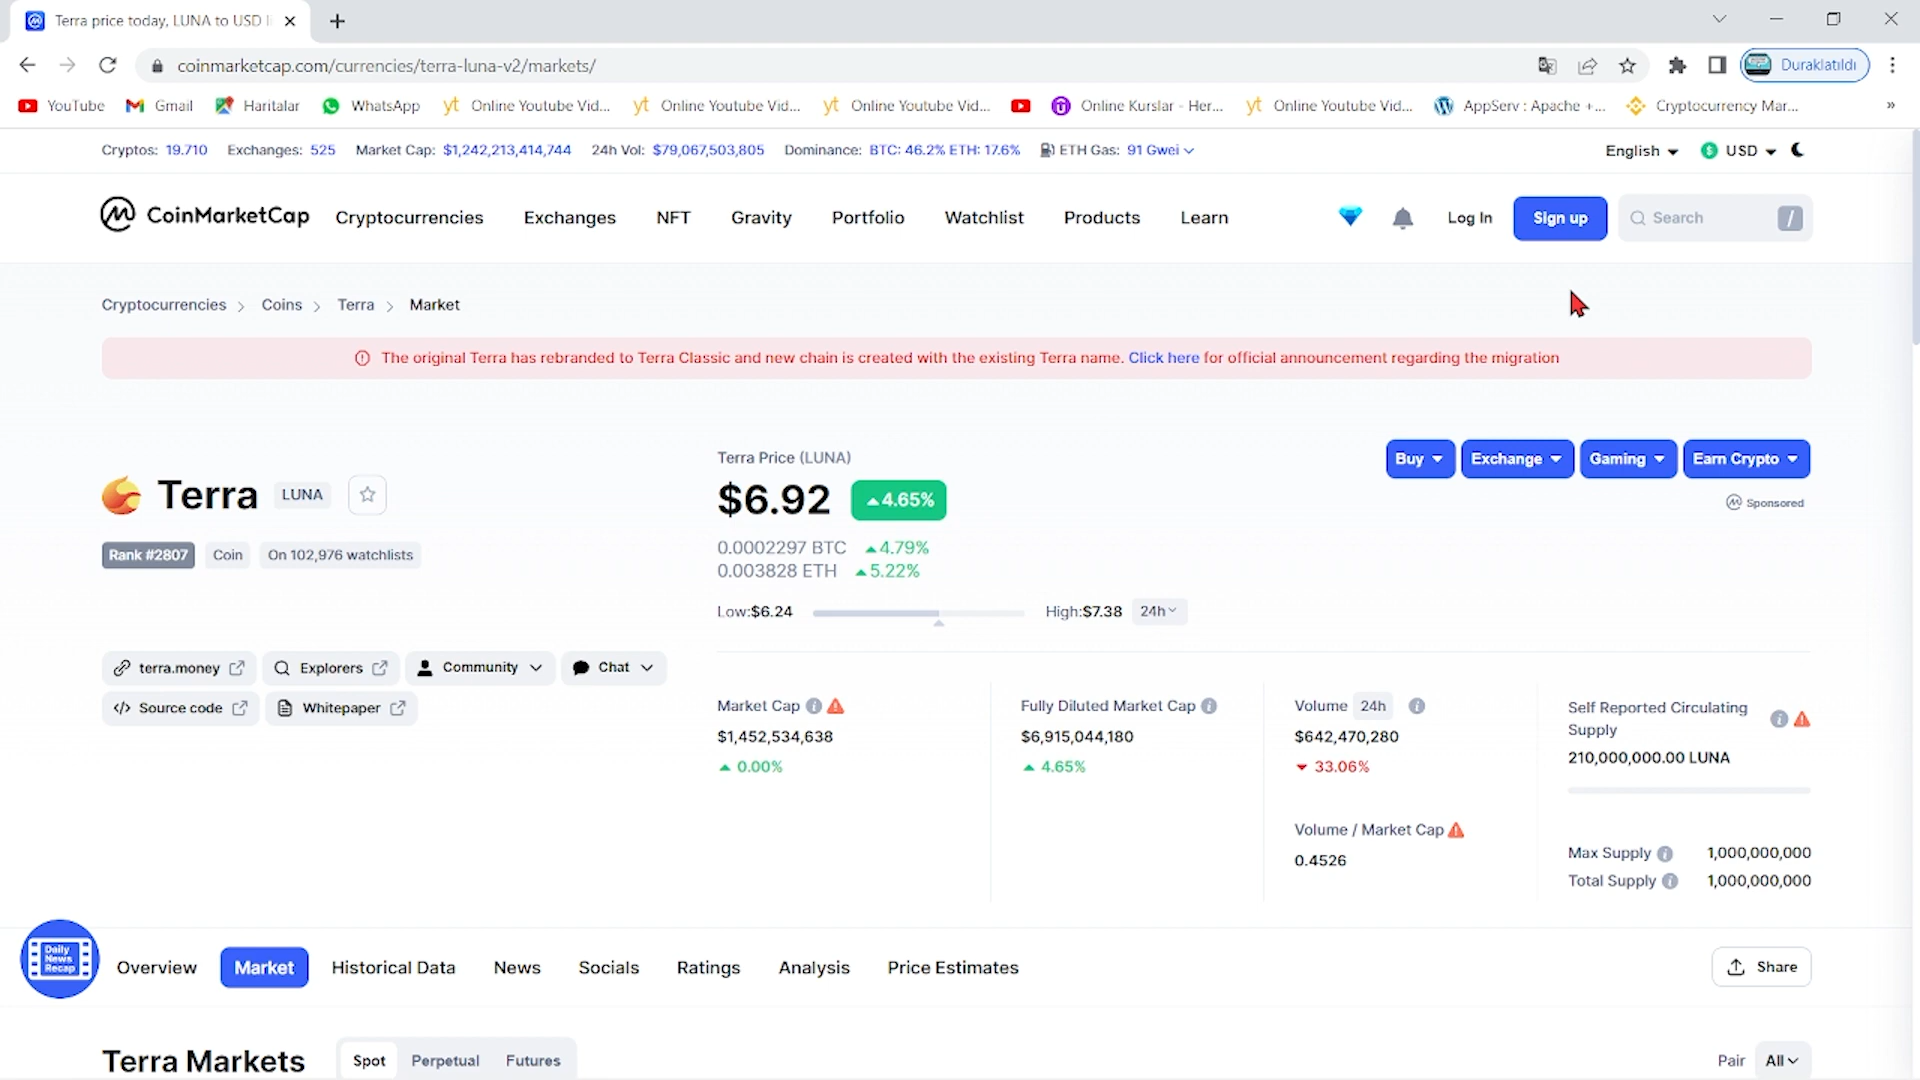 Terra price today, LUNA to USD li
coinmarketcap.com/currencies/terra-luna-v2/markets/
Duraklatıldı
YouTube Gmail Haritalar WhatsApp yt Online Youtube Vid... yt Online Youtube Vid... yt Online Youtube Vid... Online Kurslar - Her... yt Online Youtube Vid... AppServ : Apache +... Cryptocurrency Mar... »
Cryptos: 19.710 Exchanges: 525 Market Cap: $1,242,213,414,744 24h Vol: $79,067,503,805 Dominance: BTC: 46.2% ETH: 17.6% ETH Gas: 91 Gwei English USD
CoinMarketCap Cryptocurrencies Exchanges NFT Gravity Portfolio Watchlist Products Learn Log In Sign up Search /
Cryptocurrencies > Coins > Terra > Market
The original Terra has rebranded to Terra Classic and new chain is created with the existing Terra name. Click here for official announcement regarding the migration
Terra LUNA
Rank #2807 Coin On 102,976 watchlists
terra.money Explorers Community Chat
Source code Whitepaper
Terra Price (LUNA)
$6.92 4.65%
0.0002297 BTC 4.79%
0.003828 ETH 5.22%
Low:$6.24 High:$7.38 24h
Buy Exchange Gaming Earn Crypto
Sponsored
Market Cap
$1,452,534,638
0.00%
Fully Diluted Market Cap
$6,915,044,180
4.65%
Volume 24h
$642,470,280
33.06%
Volume / Market Cap
0.4526
Self Reported Circulating
Supply
210,000,000.00 LUNA
Max Supply 1,000,000,000
Total Supply 1,000,000,000
Daily
News
Recap
Overview Market Historical Data News Socials Ratings Analysis Price Estimates Share
Terra Markets Spot Perpetual Futures Pair All